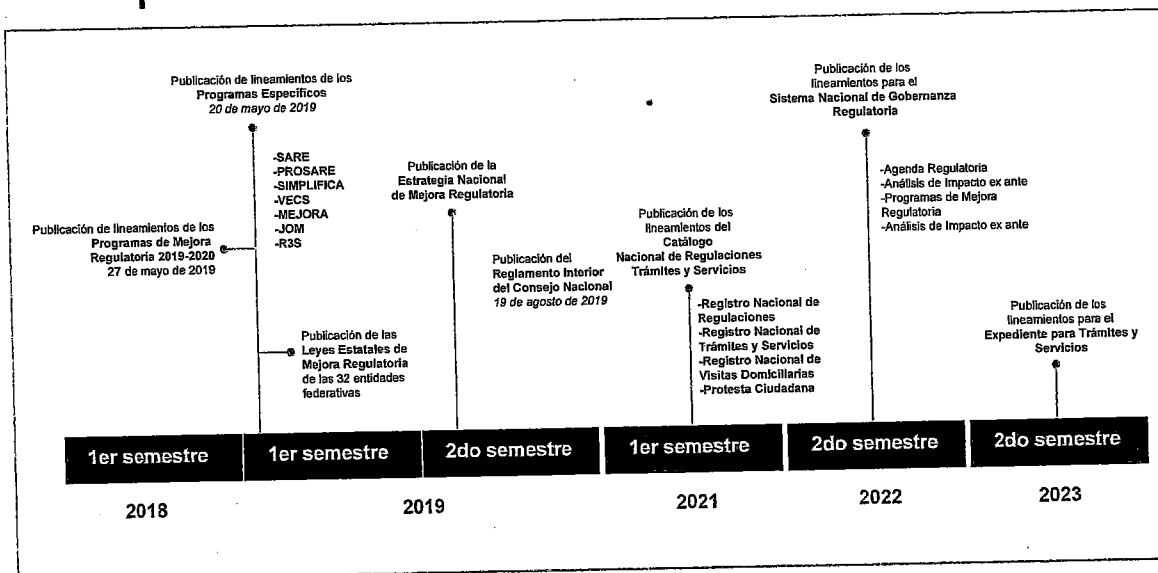 Publicación de lineamientos de los
Programas Específicos
20 de mayo de 2019
-SARE
-PROSARE
-SIMPLIFICA
-VECS
-MEJORA
-JOM
-R3S
Publicación de lineamientos de los
Programas de Mejora
Regulatoria 2019-2020
27 de mayo de 2019
Publicación de las
Leyes Estatales de
Mejora Regulatoria
de las 32 entidades
federativas
Publicación de la
Estrategia Nacional
de Mejora Regulatoria
Publicación del
Reglamento Interior
del Consejo Nacional
19 de agosto de 2019
Publicación de los
lineamientos del
Catálogo
Nacional de Regulaciones
Trámites y Servicios
-Registro Nacional de
Regulaciones
-Registro Nacional de
Trámites y Servicios
-Registro Nacional de
Visitas Domiciliarias
-Protesta Ciudadana
Publicación de los
lineamientos para el
Sistema Nacional de Gobernanza
Regulatoria
-Agenda Regulatoria
-Análisis de Impacto ex ante
-Programas de Mejora
Regulatoria
-Análisis de Impacto ex ante
Publicación de los
lineamientos para el
Expediente para Trámites y
Servicios
1er semestre
1er semestre
2do semestre
1er semestre
2do semestre
2do semestre
2018
2019
2021
2022
2023